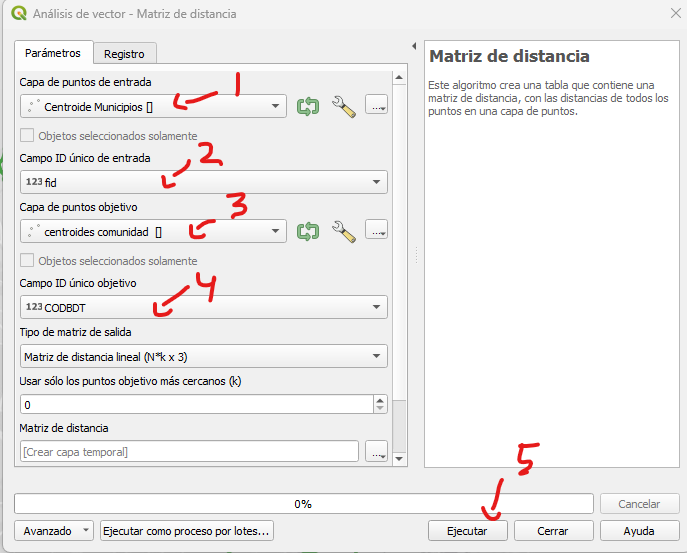 Análisis de vector - Matriz de distancia
Parámetros
Registro
Capa de puntos de entrada
1
Centroide Municipios []
...
Objetos seleccionados solamente
Campo ID único de entrada
2
123 fid
Capa de puntos objetivo
3
centroides comunidad []
...
Objetos seleccionados solamente
Campo ID único objetivo
4
123 CODBDT
Tipo de matriz de salida
Matriz de distancia lineal (N*k x 3)
Usar sólo los puntos objetivo más cercanos (k)
0
Matriz de distancia
[Crear capa temporal]
...
Matriz de distancia
Este algoritmo crea una tabla que contiene una
matriz de distancia, con las distancias de todos los
puntos en una capa de puntos.
5
0%
Cancelar
Avanzado
Ejecutar como proceso por lotes...
Ejecutar
Cerrar
Ayuda